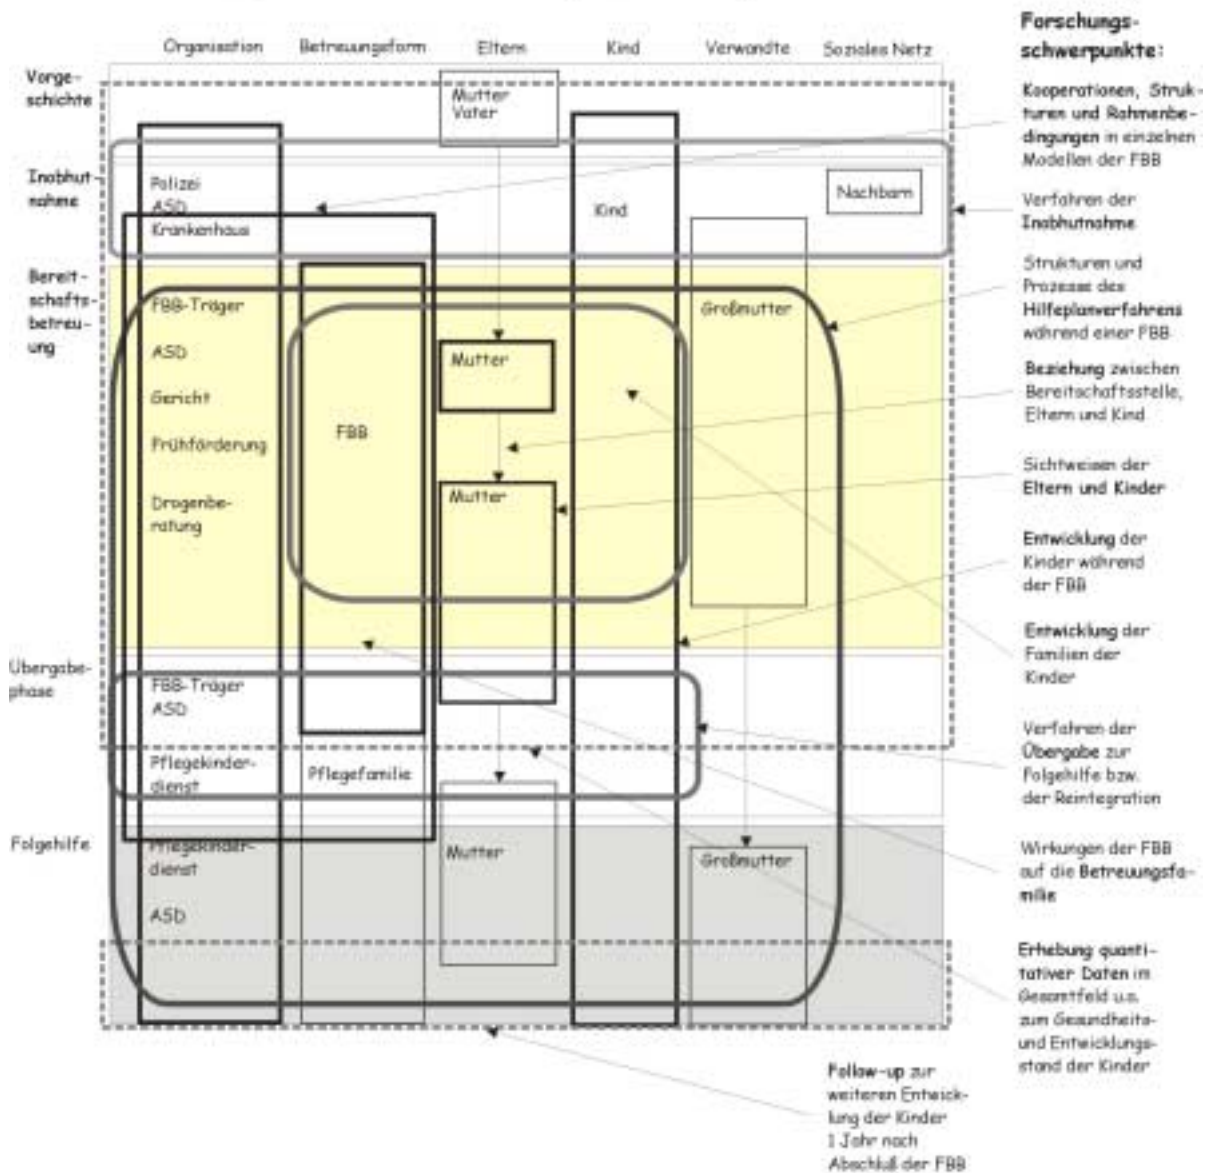 Organisation Betreuungsform Eltern Kind Verwandte Soziales Netz
Forschungs-
schwerpunkte:
Vorge-
schichte
Mutter
Vater
Kooperationen, Struk-
turen und Rahmenbe-
dingungen in einzelnen
Modellen der FBB
Inobhut-
nahme
Polizei
ASD
Krankenhaus
Kind
Nachbarn
Verfahren der
Inobhutnahme
Bereit-
schafts-
betreu-
ung
FBB-Träger
ASD
Gericht
Frühförderung
Drogenbe-
ratung
FBB
Mutter
Mutter
Großmutter
Strukturen und
Prozesse des
Hilfeplanverfahrens
während einer FBB
Beziehung zwischen
Bereitschaftsstelle,
Eltern und Kind
Sichtweisen der
Eltern und Kinder
Entwicklung der
Kinder während
der FBB
Entwicklung der
Familien der
Kinder
Übergabe-
phase
FBB-Träger
ASD
Pflegekinder-
dienst
Pflegefamilie
Verfahren der
Übergabe zur
Folgehilfe bzw.
der Reintegration
Folgehilfe
Pflegekinder-
dienst
ASD
Mutter
Großmutter
Wirkungen der FBB
auf die Betreuungsfa-
milie
Erhebung quanti-
tativer Daten im
Gesamtfeld u.a.
zum Gesundheits-
und Entwicklungs-
stand der Kinder
Follow-up zur
weiteren Entwick-
lung der Kinder
1 Jahr nach
Abschluß der FBB